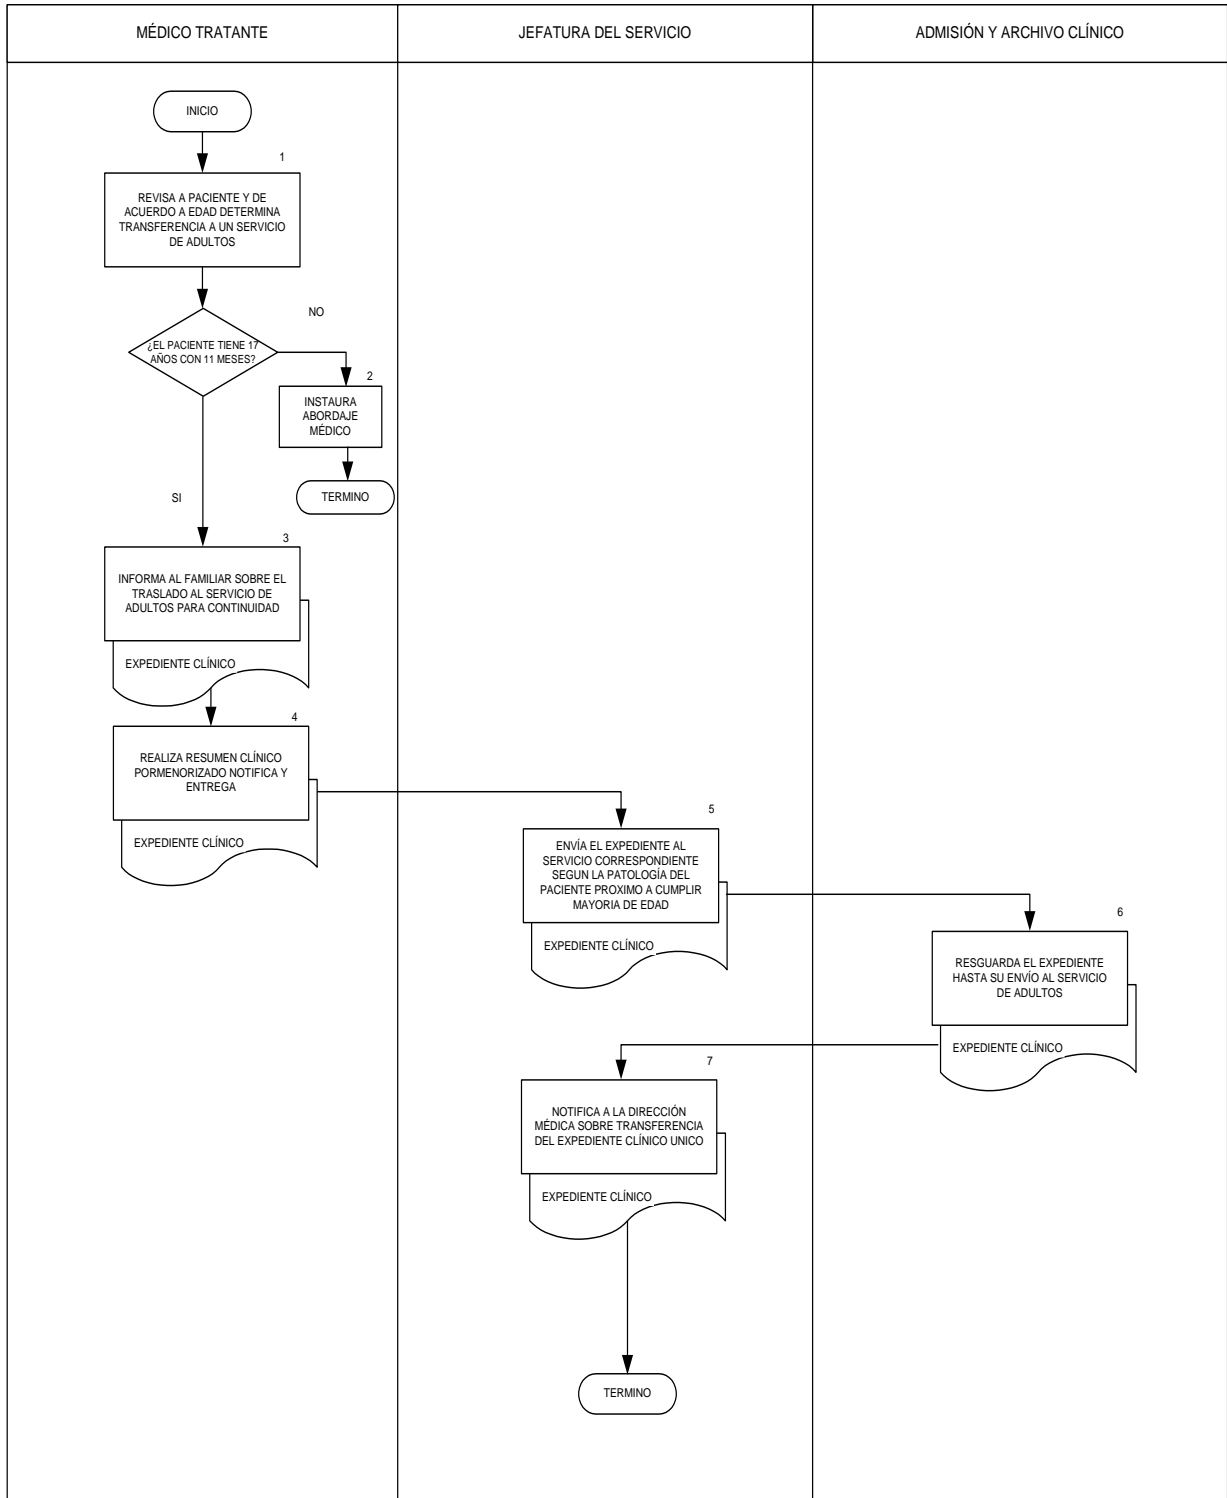 MÉDICO TRATANTE
JEFATURA DEL SERVICIO
ADMISIÓN Y ARCHIVO CLÍNICO
INICIO
1
REVISA A PACIENTE Y DE
ACUERDO A EDAD DETERMINA
TRANSFERENCIA A UN SERVICIO
DE ADULTOS
¿EL PACIENTE TIENE 17
AÑOS CON 11 MESES?
NO
2
INSTAURA
ABORDAJE
MÉDICO
TERMINO
SI
3
INFORMA AL FAMILIAR SOBRE EL
TRASLADO AL SERVICIO DE
ADULTOS PARA CONTINUIDAD
EXPEDIENTE CLÍNICO
4
REALIZA RESUMEN CLÍNICO
PORMENORIZADO NOTIFICA Y
ENTREGA
EXPEDIENTE CLÍNICO
5
ENVÍA EL EXPEDIENTE AL
SERVICIO CORRESPONDIENTE
SEGUN LA PATOLOGÍA DEL
PACIENTE PROXIMO A CUMPLIR
MAYORIA DE EDAD
EXPEDIENTE CLÍNICO
6
RESGUARDA EL EXPEDIENTE
HASTA SU ENVÍO AL SERVICIO
DE ADULTOS
EXPEDIENTE CLÍNICO
7
NOTIFICA A LA DIRECCIÓN
MÉDICA SOBRE TRANSFERENCIA
DEL EXPEDIENTE CLÍNICO UNICO
EXPEDIENTE CLÍNICO
TERMINO